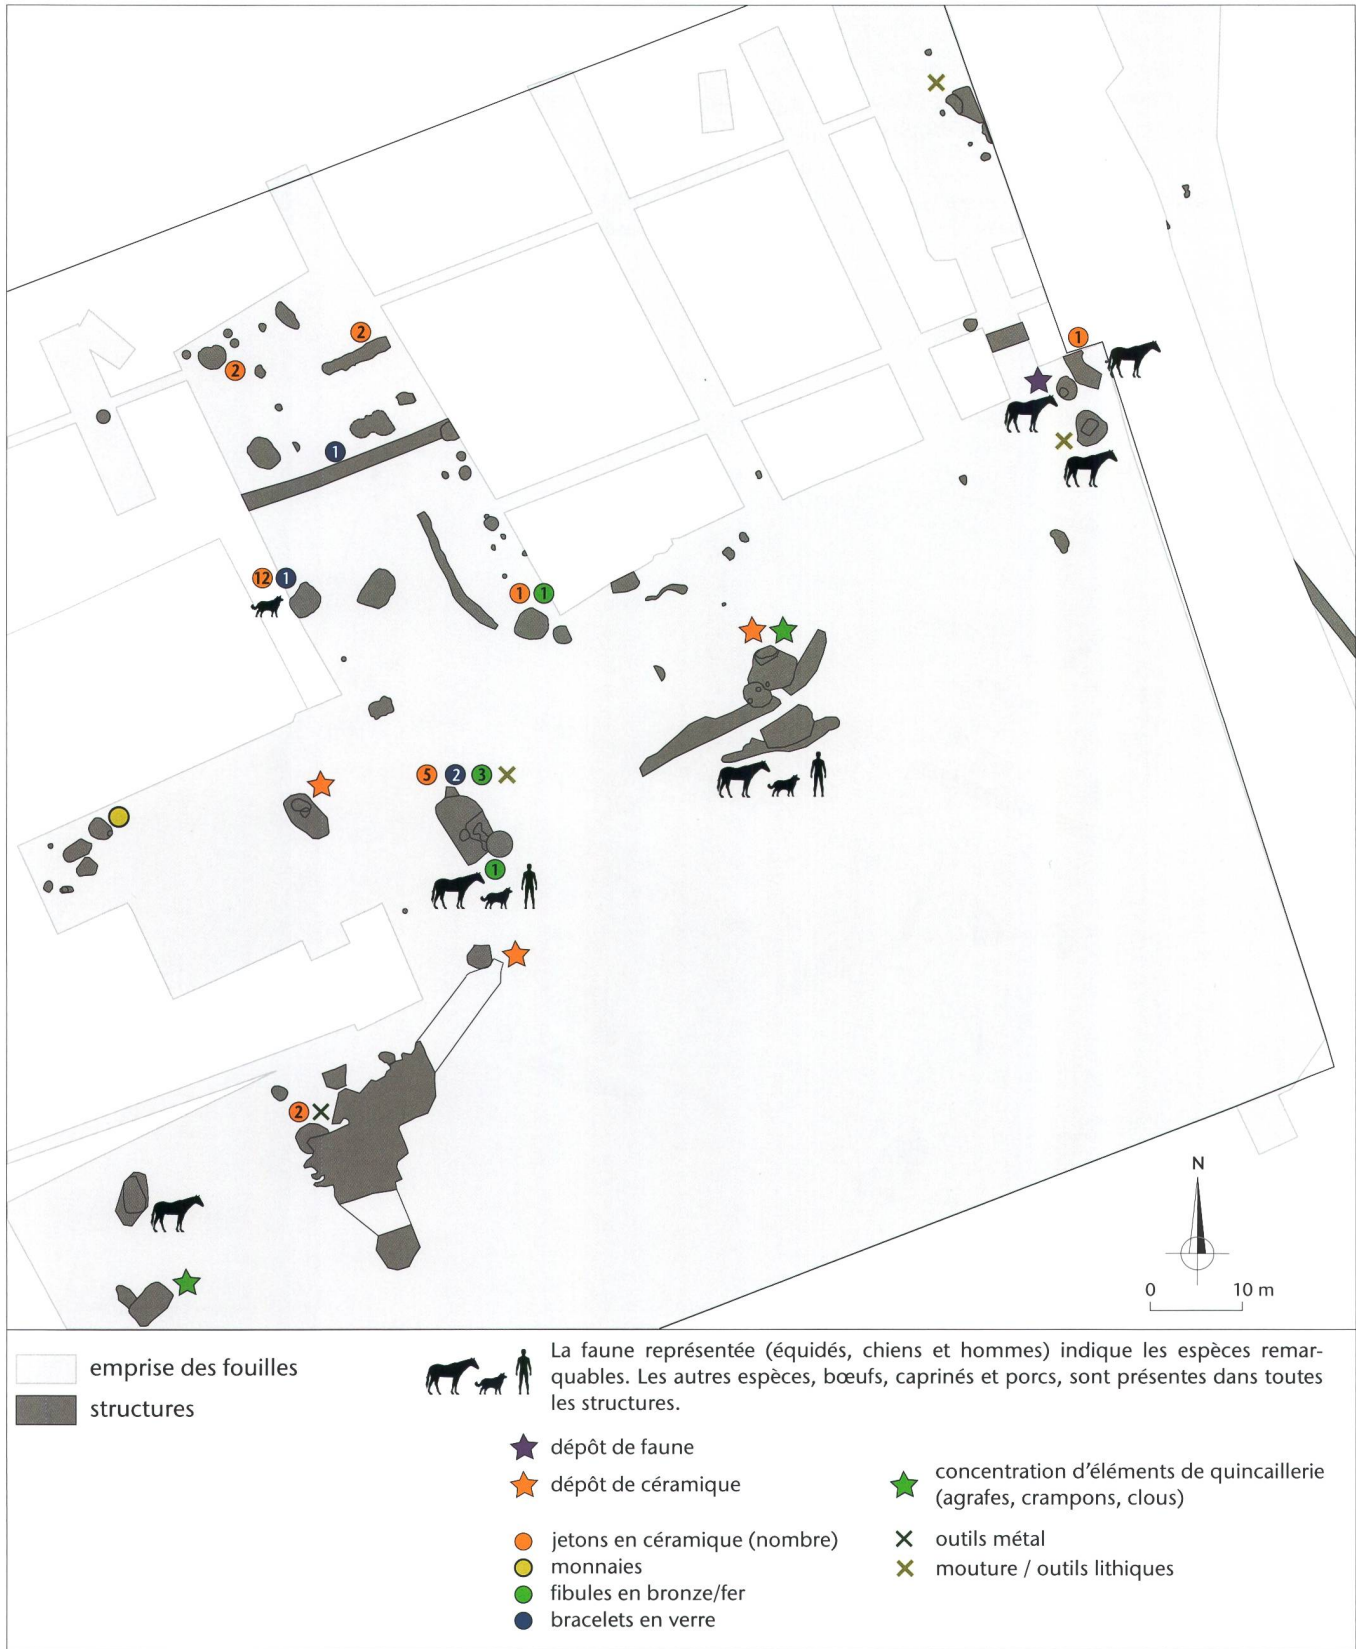 1
2
2
1
12 1
1 1
5 2 3
1
2
N
0 10 m
emprise des fouilles
structures
La faune représentée (équidés, chiens et hommes) indique les espèces remar-
quables. Les autres espèces, bœufs, caprinés et porcs, sont présentes dans toutes
les structures.
dépôt de faune
dépôt de céramique
jetons en céramique (nombre)
monnaies
fibules en bronze/fer
bracelets en verre
concentration d'éléments de quincaillerie
(agrafes, crampons, clous)
outils métal
mouture / outils lithiques